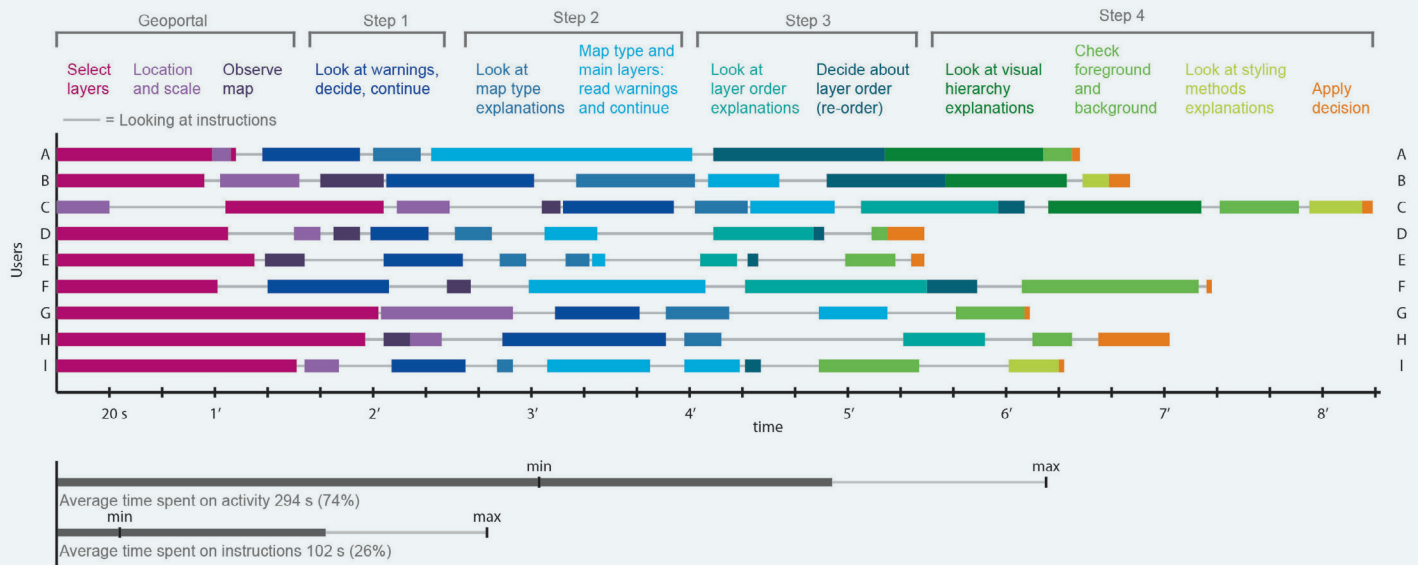 Geoportal
Step 1
Step 2
Step 3
Step 4
Select
layers
Location
and scale
Observe
map
Look at warnings,
decide, continue
Look at
map type
explanations
Map type and
main layers:
read warnings
and continue
Look at
layer order
explanations
Decide about
layer order
(re-order)
Look at visual
hierarchy
explanations
Check
foreground
and
background
Look at styling
methods
explanations
Apply
decision
= Looking at instructions
Users
A A
B B
C C
D D
E E
F F
G G
H H
I I
20 s 1′ 2′ 3′ 4′ 5′ 6′ 7′ 8′
time
min max
Average time spent on activity 294 s (74%)
min max
Average time spent on instructions 102 s (26%)